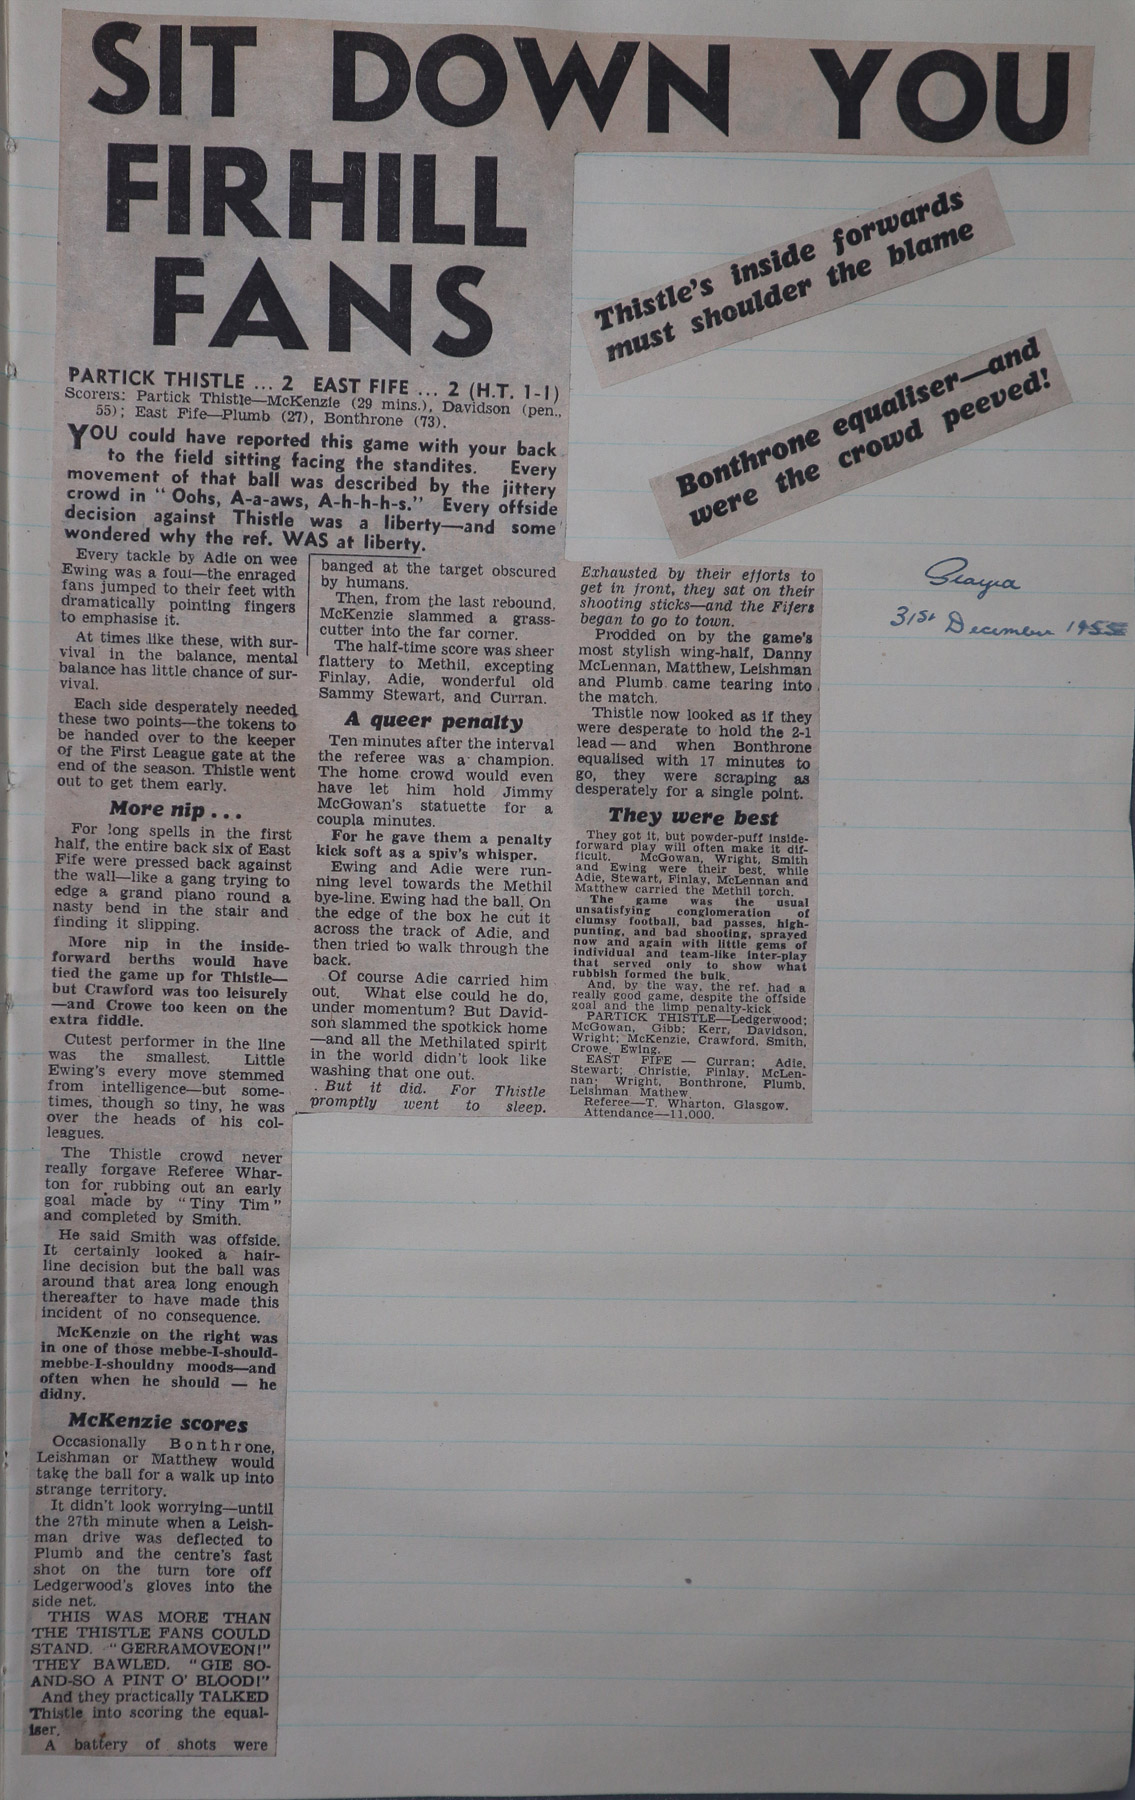 SIT DOWN YOU
FIRHILL
FANS
Thistle's inside forwards
must shoulder the blame
Bonthrone equaliser—and
were the crowd peeved!
31st December 1955
PARTICK THISTLE ... 2 EAST FIFE ... 2 (H.T. 1-1)
Scorers: Partick Thistle—McKenzie (29 mins.), Davidson (pen.,
55); East Fife—Plumb (27), Bonthrone (73).
YOU could have reported this game with your back
to the field sitting facing the standites. Every
movement of that ball was described by the jittery
crowd in "Oohs, A-a-aws, A-h-h-h-s." Every offside
decision against Thistle was a liberty—and some
wondered why the ref. WAS at liberty.
Every tackle by Adie on wee
Ewing was a foul—the enraged
fans jumped to their feet with
dramatically pointing fingers
to emphasise it.
At times like these, with sur-
vival in the balance, mental
balance has little chance of sur-
vival.
Each side desperately needed
these two points—the tokens to
be handed over to the keeper
of the First League gate at the
end of the season. Thistle went
out to get them early.
More nip...
For long spells in the first
half, the entire back six of East
Fife were pressed back against
the wall—like a gang trying to
edge a grand piano round a
nasty bend in the stair and
finding it slipping.
More nip in the inside-
forward berths would have
tied the game up for Thistle—
but Crawford was too leisurely
—and Crowe too keen on the
extra fiddle.
Cutest performer in the line
was the smallest. Little
Ewing's every move stemmed
from intelligence—but some-
times, though so tiny, he was
over the heads of his col-
leagues.
The Thistle crowd never
really forgave Referee Whar-
ton for rubbing out an early
goal made by "Tiny Tim"
and completed by Smith.
He said Smith was offside.
It certainly looked a hair-
line decision but the ball was
around that area long enough
thereafter to have made this
incident of no consequence.
McKenzie on the right was
in one of those mebbe-I-should-
mebbe-I-shouldny moods—and
often when he should — he
didny.
McKenzie scores
Occasionally Bonthrone,
Leishman or Matthew would
take the ball for a walk up into
strange territory.
It didn't look worrying—until
the 27th minute when a Leish-
man drive was deflected to
Plumb and the centre's fast
shot on the turn tore off
Ledgerwood's gloves into the
side net.
THIS WAS MORE THAN
THE THISTLE FANS COULD
STAND. "GERRAMOVEON!"
THEY BAWLED. "GIE SO-
AND-SO A PINT O' BLOOD!"
And they practically TALKED
Thistle into scoring the equal-
iser.
A battery of shots were
banged at the target obscured
by humans.
Then, from the last rebound,
McKenzie slammed a grass-
cutter into the far corner.
The half-time score was sheer
flattery to Methil, excepting
Finlay, Adie, wonderful old
Sammy Stewart, and Curran.
A queer penalty
Ten minutes after the interval
the referee was a champion.
The home crowd would even
have let him hold Jimmy
McGowan's statuette for a
coupla minutes.
For he gave them a penalty
kick soft as a spiv's whisper.
Ewing and Adie were run-
ning level towards the Methil
bye-line. Ewing had the ball. On
the edge of the box he cut it
across the track of Adie, and
then tried to walk through the
back.
Of course Adie carried him
out. What else could he do,
under momentum? But David-
son slammed the spotkick home
—and all the Methilated spirit
in the world didn't look like
washing that one out.
But it did. For Thistle
promptly went to sleep.
Exhausted by their efforts to
get in front, they sat on their
shooting sticks—and the Fifers
began to go to town.
Prodded on by the game's
most stylish wing-half, Danny
McLennan, Matthew, Leishman
and Plumb came tearing into
the match.
Thistle now looked as if they
were desperate to hold the 2-1
lead—and when Bonthrone
equalised with 17 minutes to
go, they were scraping as
desperately for a single point.
They were best
They got it, but powder-puff inside-
forward play will often make it dif-
ficult. McGowan, Wright, Smith
and Ewing were their best, while
Adie, Stewart, Finlay, McLennan and
Matthew carried the Methil torch.
The game was the usual
unsatisfying conglomeration of
clumsy football, bad passes, high-
punting, and bad shooting, sprayed
now and again with little gems of
individual and team-like inter-play
that served only to show what
rubbish formed the bulk.
And, by the way, the ref. had a
really good game, despite the offside
goal and the limp penalty-kick
PARTICK THISTLE—Ledgerwood;
McGowan, Gibb; Kerr, Davidson,
Wright; McKenzie, Crawford, Smith,
Crowe, Ewing.
EAST FIFE — Curran; Adie,
Stewart; Christie, Finlay, McLen-
nan; Wright, Bonthrone, Plumb,
Leishman Mathew.
Referee—T. Wharton, Glasgow.
Attendance—11,000.